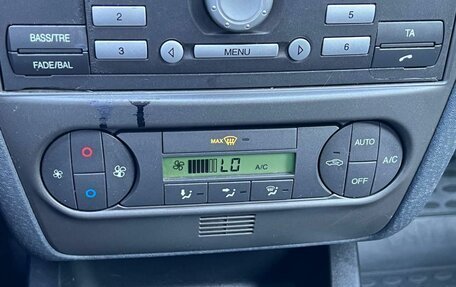 2
5
BASS/TRE
TA
3
MENU
6
FADE/BAL
MAX
AUTO
LO
A/C
A/C
OFF